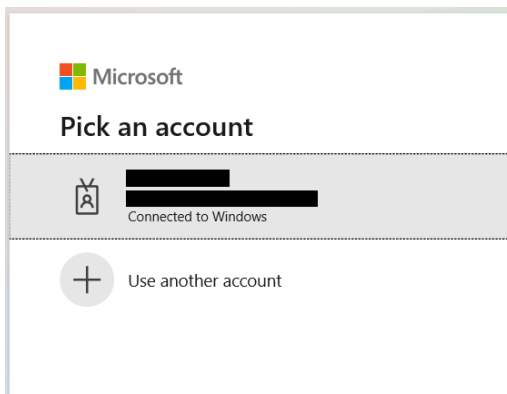 Microsoft
Pick an account
Connected to Windows
Use another account